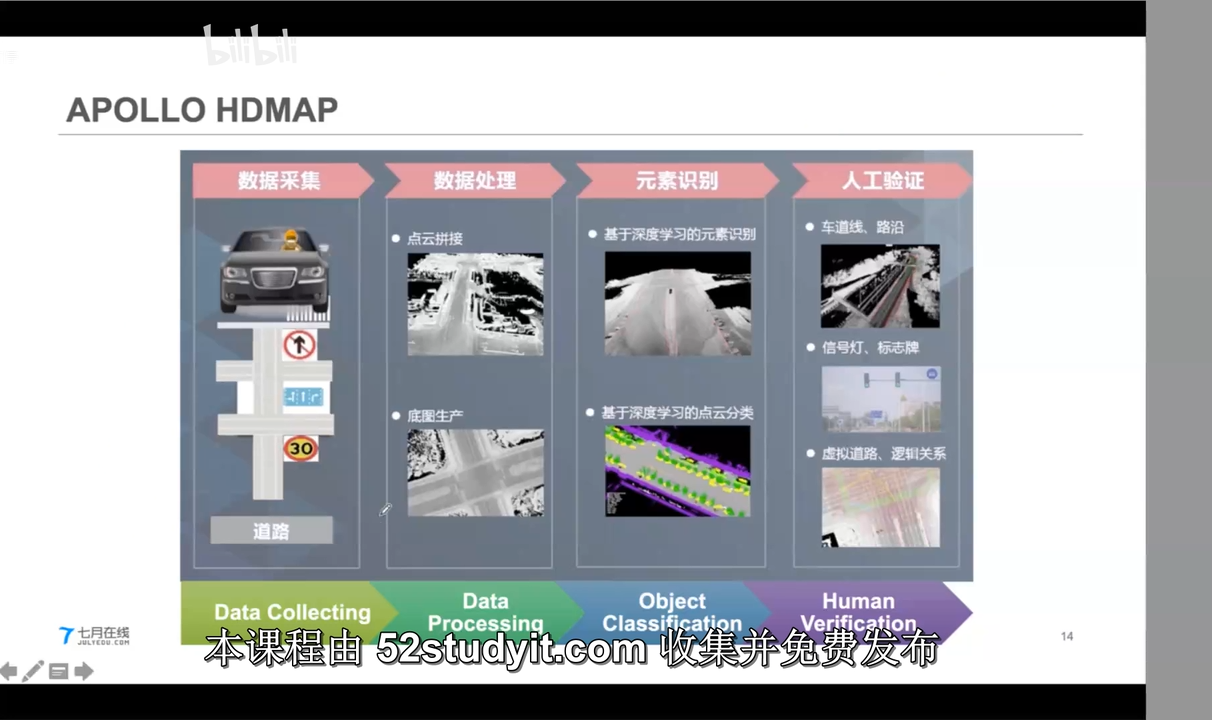 bilibili
APOLLO HDMAP
数据采集
数据处理
元素识别
人工验证
点云拼接
基于深度学习的元素识别
车道线、路沿
信号灯、标志牌
底图生产
基于深度学习的点云分类
30
虚拟道路、逻辑关系
道路
Data Collecting
Data
Processing
Object
Classification
Human
Verification
七月在线
JULYEDU.COM
14
本课程由 52studyit.com 收集并免费发布